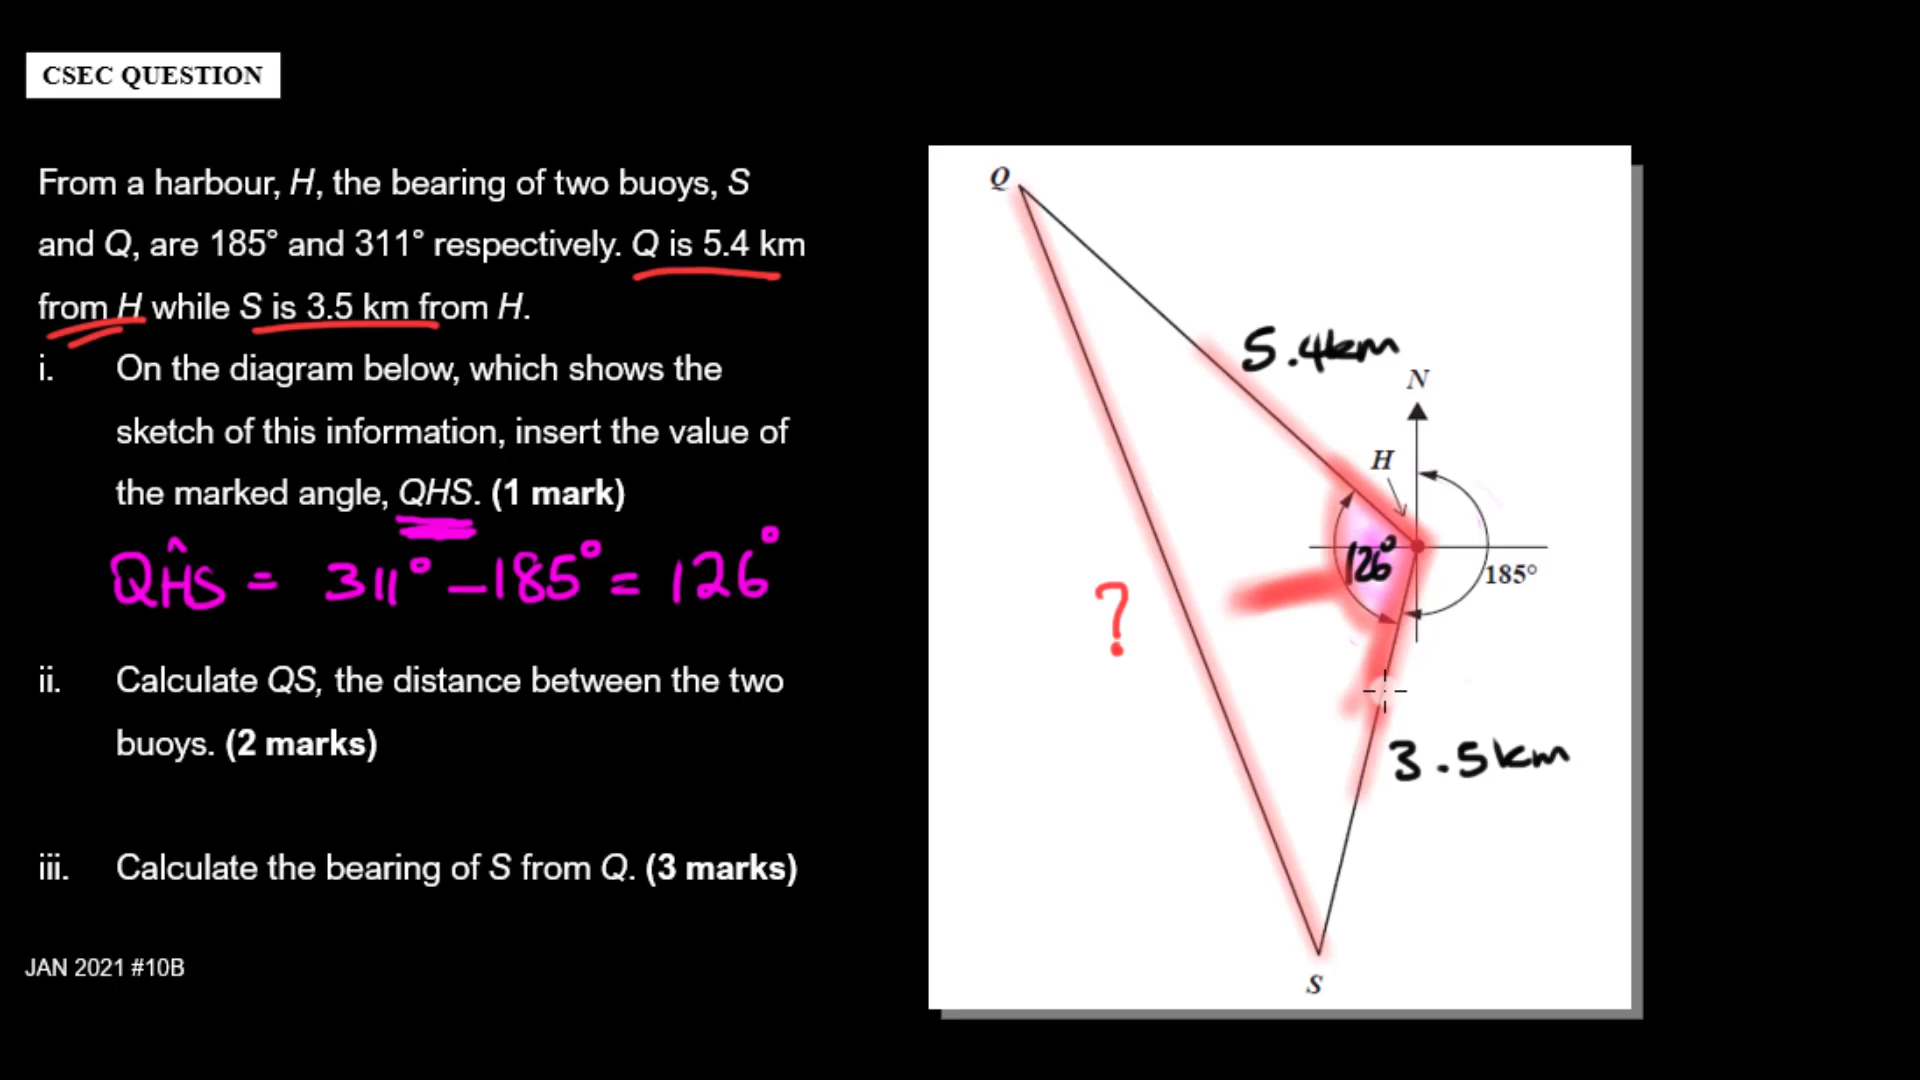 CSEC QUESTION
From a harbour, H, the bearing of two buoys, S
and Q, are 185° and 311° respectively. Q is 5.4 km
from H while S is 3.5 km from H.
i. On the diagram below, which shows the
sketch of this information, insert the value of
the marked angle, QHS. (1 mark)
QĤS = 311° – 185° = 126°
ii. Calculate QS, the distance between the two
buoys. (2 marks)
iii. Calculate the bearing of S from Q. (3 marks)
JAN 2021 #10B
Q
5.4km
N
H
126°
185°
?
3.5km
S